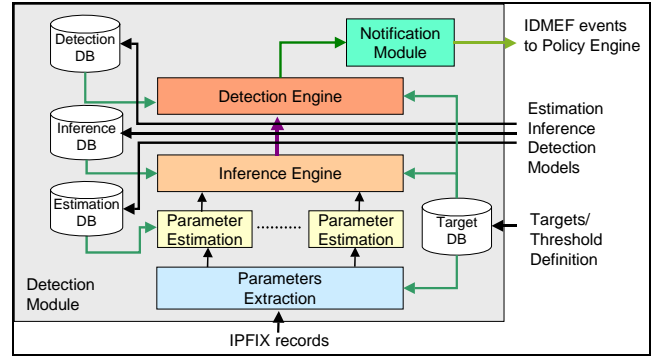 Detection
DB
Notification
Module
IDMEF events
to Policy Engine
Detection Engine
Inference
DB
Estimation
Inference
Detection
Models
Inference Engine
Estimation
DB
Parameter
Estimation
..........
Parameter
Estimation
Target
DB
Targets/
Threshold
Definition
Detection
Module
Parameters
Extraction
IPFIX records